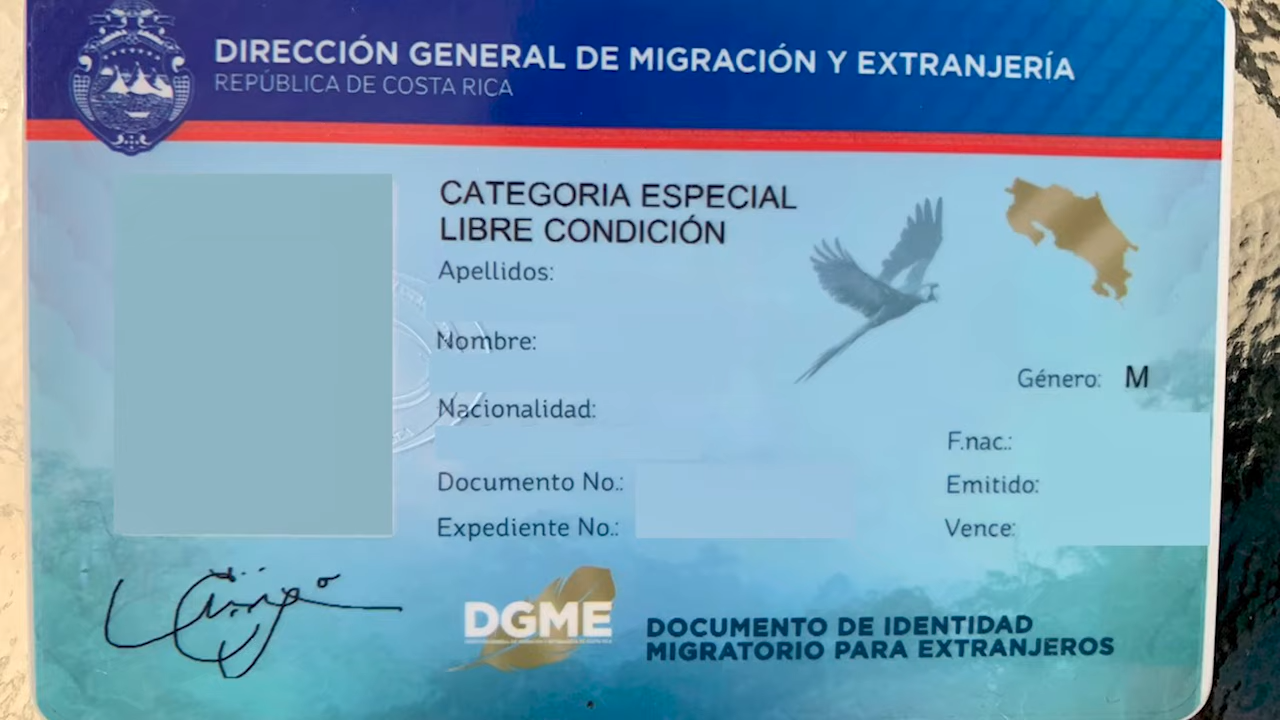 DIRECCIÓN GENERAL DE MIGRACIÓN Y EXTRANJERÍA
REPÚBLICA DE COSTA RICA
CATEGORIA ESPECIAL
LIBRE CONDICIÓN
Apellidos:
Nombre:
Género: M
Nacionalidad:
F.nac.:
Documento No.:
Emitido:
Expediente No.:
Vence:
DGME
DOCUMENTO DE IDENTIDAD
MIGRATORIO PARA EXTRANJEROS